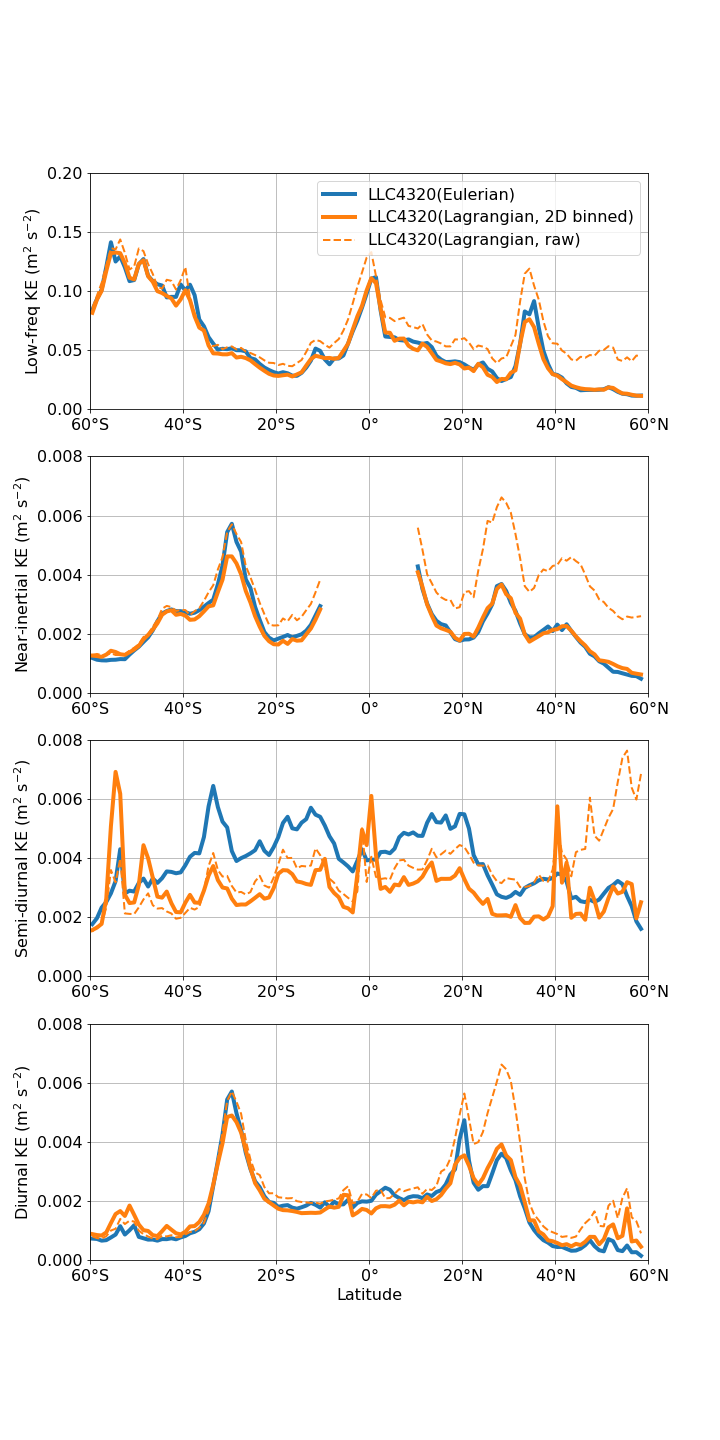 0.20
0.15
0.10
0.05
0.00
Low-freq KE (m² s⁻²)
LLC4320(Eulerian)
LLC4320(Lagrangian, 2D binned)
LLC4320(Lagrangian, raw)
60°S 40°S 20°S 0° 20°N 40°N 60°N
0.008
0.006
0.004
0.002
0.000
Near-inertial KE (m² s⁻²)
60°S 40°S 20°S 0° 20°N 40°N 60°N
0.008
0.006
0.004
0.002
0.000
Semi-diurnal KE (m² s⁻²)
60°S 40°S 20°S 0° 20°N 40°N 60°N
0.008
0.006
0.004
0.002
0.000
Diurnal KE (m² s⁻²)
60°S 40°S 20°S 0° 20°N 40°N 60°N
Latitude